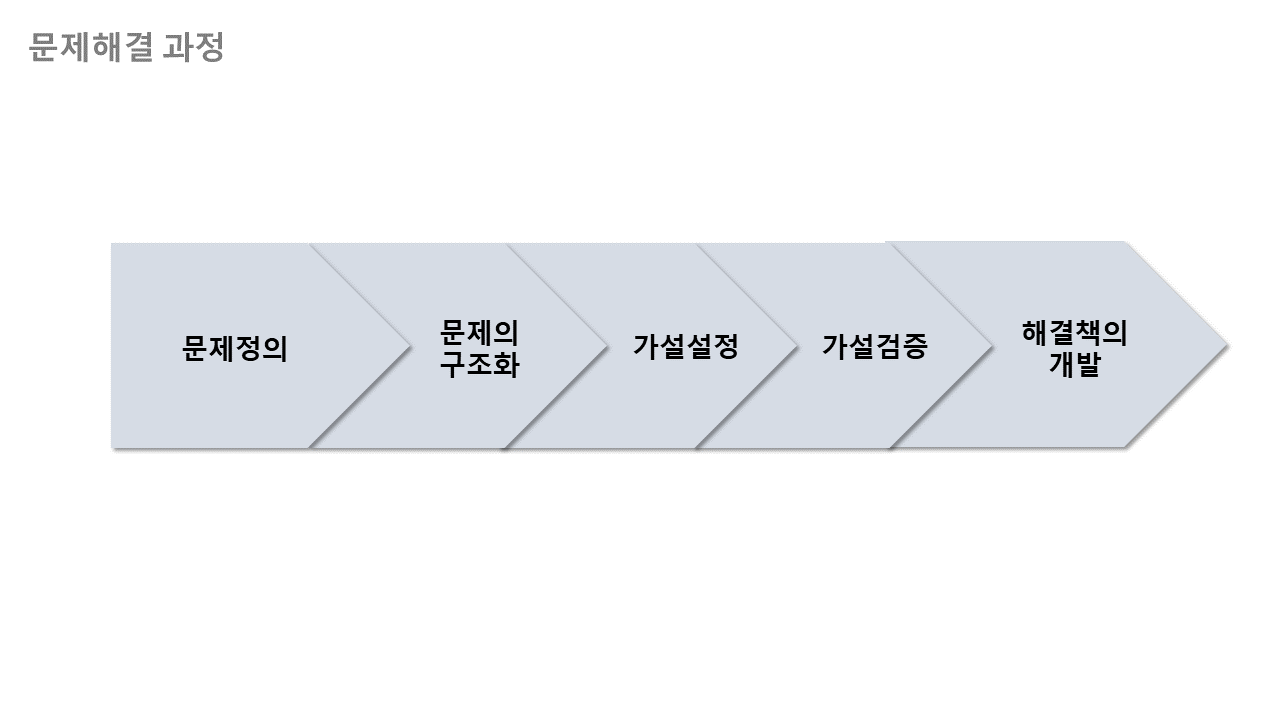 문제해결 과정
문제정의
문제의
구조화
가설설정
가설검증
해결책의
개발